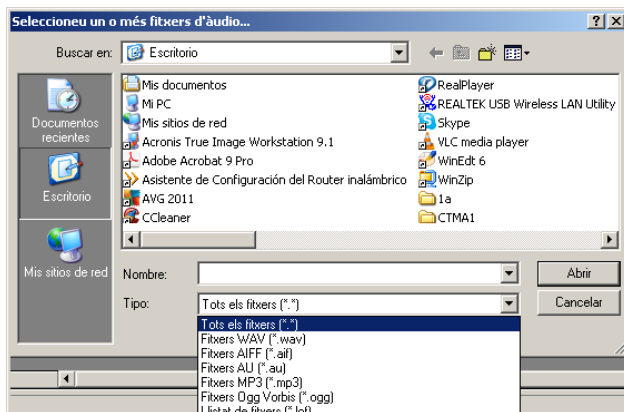 Seleccioneu un o més fitxers d'àudio...
Buscar en: Escritorio
Documentos recientes
Escritorio
Mis sitios de red
Mis documentos
Mi PC
Mis sitios de red
Acronis True Image Workstation 9.1
Adobe Acrobat 9 Pro
Asistente de Configuración del Router inalámbrico
AVG 2011
CCleaner
RealPlayer
REALTEK USB Wireless LAN Utility
Skype
VLC media player
WinEdt 6
WinZip
1a
CTMA1
Nombre:
Abrir
Tipo: Tots els fitxers (*.*)
Cancelar
Tots els fitxers (*.*)
Fitxers WAV (*.wav)
Fitxers AIFF (*.aif)
Fitxers AU (*.au)
Fitxers MP3 (*.mp3)
Fitxers Ogg Vorbis (*.ogg)
Llistat de fitxers (*.lof)